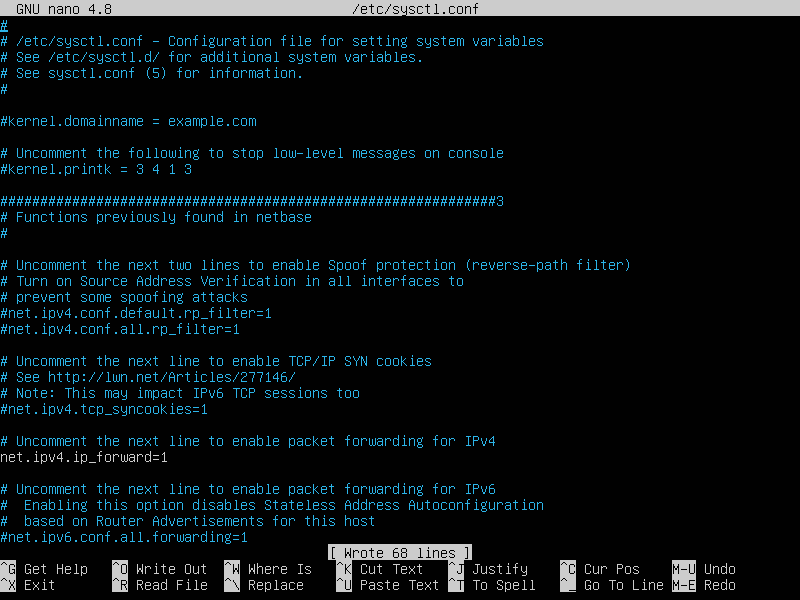 GNU nano 4.8 /etc/sysctl.conf
#
# /etc/sysctl.conf - Configuration file for setting system variables
# See /etc/sysctl.d/ for additional system variables.
# See sysctl.conf (5) for information.
#
#kernel.domainname = example.com
# Uncomment the following to stop low-level messages on console
#kernel.printk = 3 4 1 3
##############################################################3
# Functions previously found in netbase
#
# Uncomment the next two lines to enable Spoof protection (reverse-path filter)
# Turn on Source Address Verification in all interfaces to
# prevent some spoofing attacks
#net.ipv4.conf.default.rp_filter=1
#net.ipv4.conf.all.rp_filter=1
# Uncomment the next line to enable TCP/IP SYN cookies
# See http://lwn.net/Articles/277146/
# Note: This may impact IPv6 TCP sessions too
#net.ipv4.tcp_syncookies=1
# Uncomment the next line to enable packet forwarding for IPv4
net.ipv4.ip_forward=1
# Uncomment the next line to enable packet forwarding for IPv6
#  Enabling this option disables Stateless Address Autoconfiguration
#  based on Router Advertisements for this host
#net.ipv6.conf.all.forwarding=1
[ Wrote 68 lines ]
^G Get Help ^O Write Out ^W Where Is ^K Cut Text ^J Justify ^C Cur Pos M-U Undo
^X Exit ^R Read File ^\ Replace ^U Paste Text ^T To Spell ^_ Go To Line M-E Redo